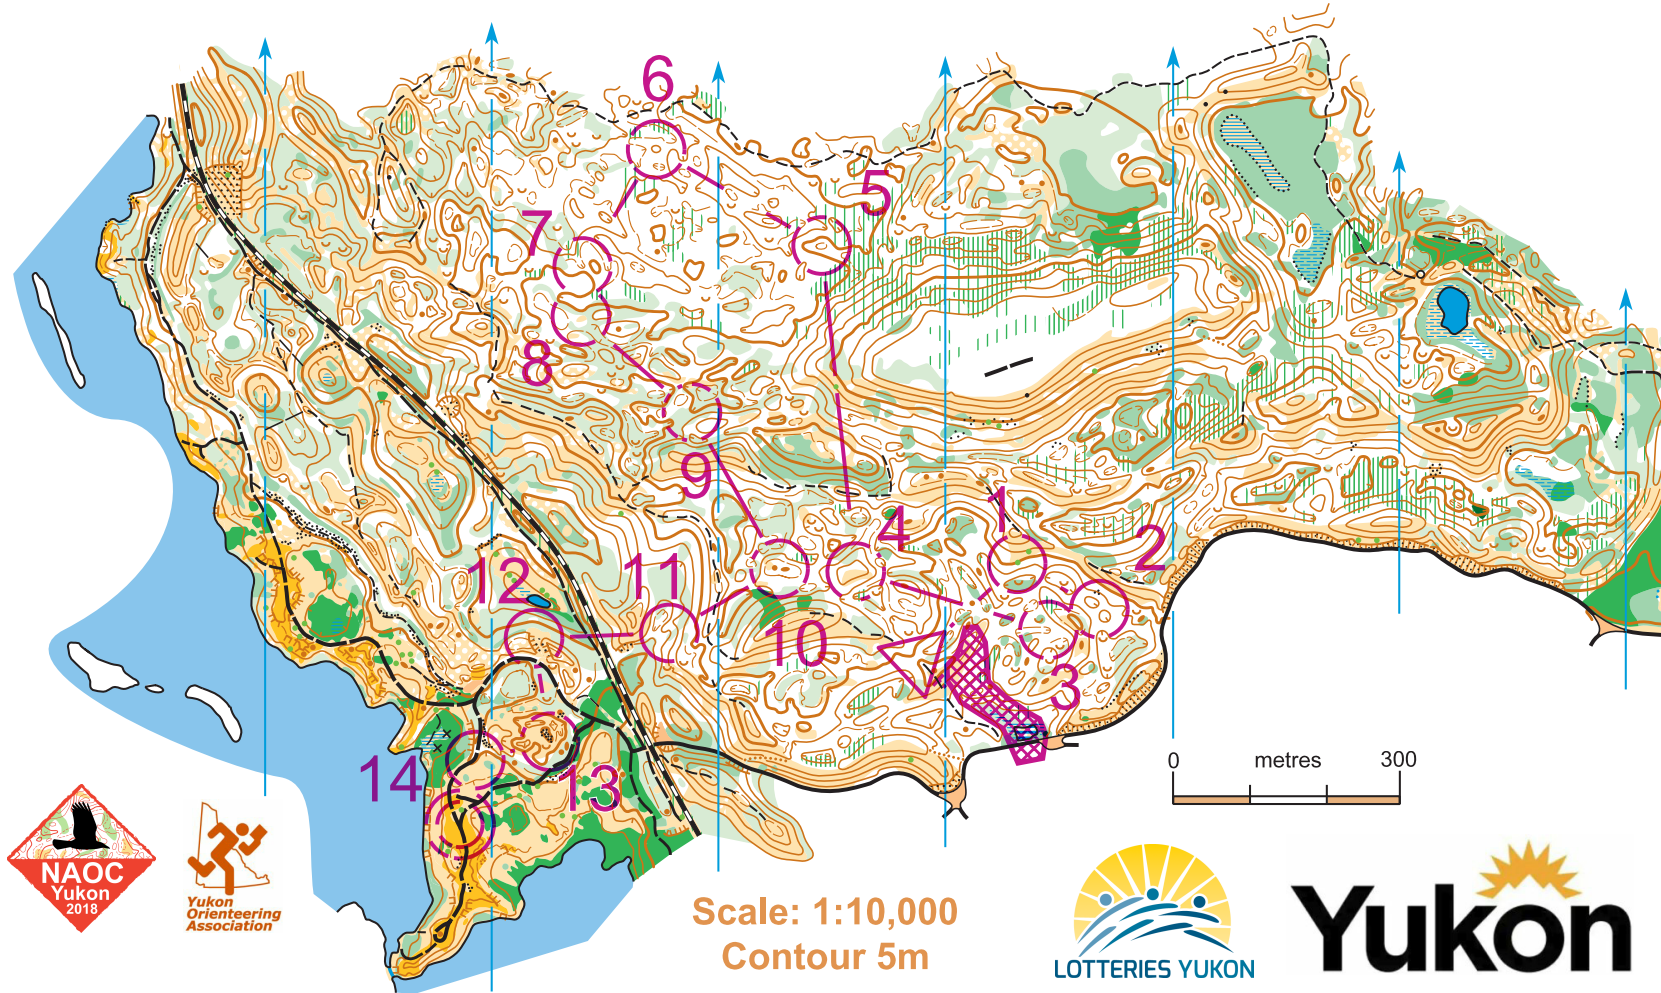 6
5
7
8
9
1
4
2
12
11
10
3
14
13
0 metres 300
NAOC
Yukon
2018
Yukon
Orienteering
Association
Scale: 1:10,000
Contour 5m
LOTTERIES YUKON
Yukon